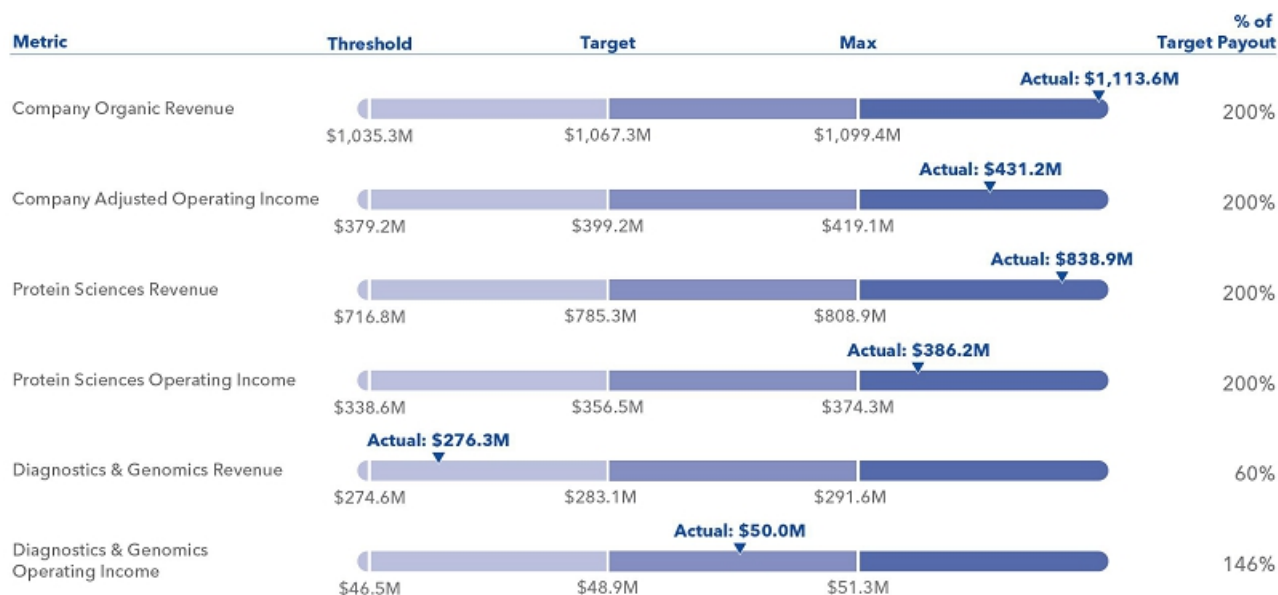 % of
Metric Threshold Target Max Target Payout
Actual: $1,113.6M
Company Organic Revenue 200%
$1,035.3M $1,067.3M $1,099.4M
Actual: $431.2M
Company Adjusted Operating Income 200%
$379.2M $399.2M $419.1M
Actual: $838.9M
Protein Sciences Revenue 200%
$716.8M $785.3M $808.9M
Actual: $386.2M
Protein Sciences Operating Income 200%
$338.6M $356.5M $374.3M
Actual: $276.3M
Diagnostics & Genomics Revenue 60%
$274.6M $283.1M $291.6M
Actual: $50.0M
Diagnostics & Genomics
Operating Income 146%
$46.5M $48.9M $51.3M